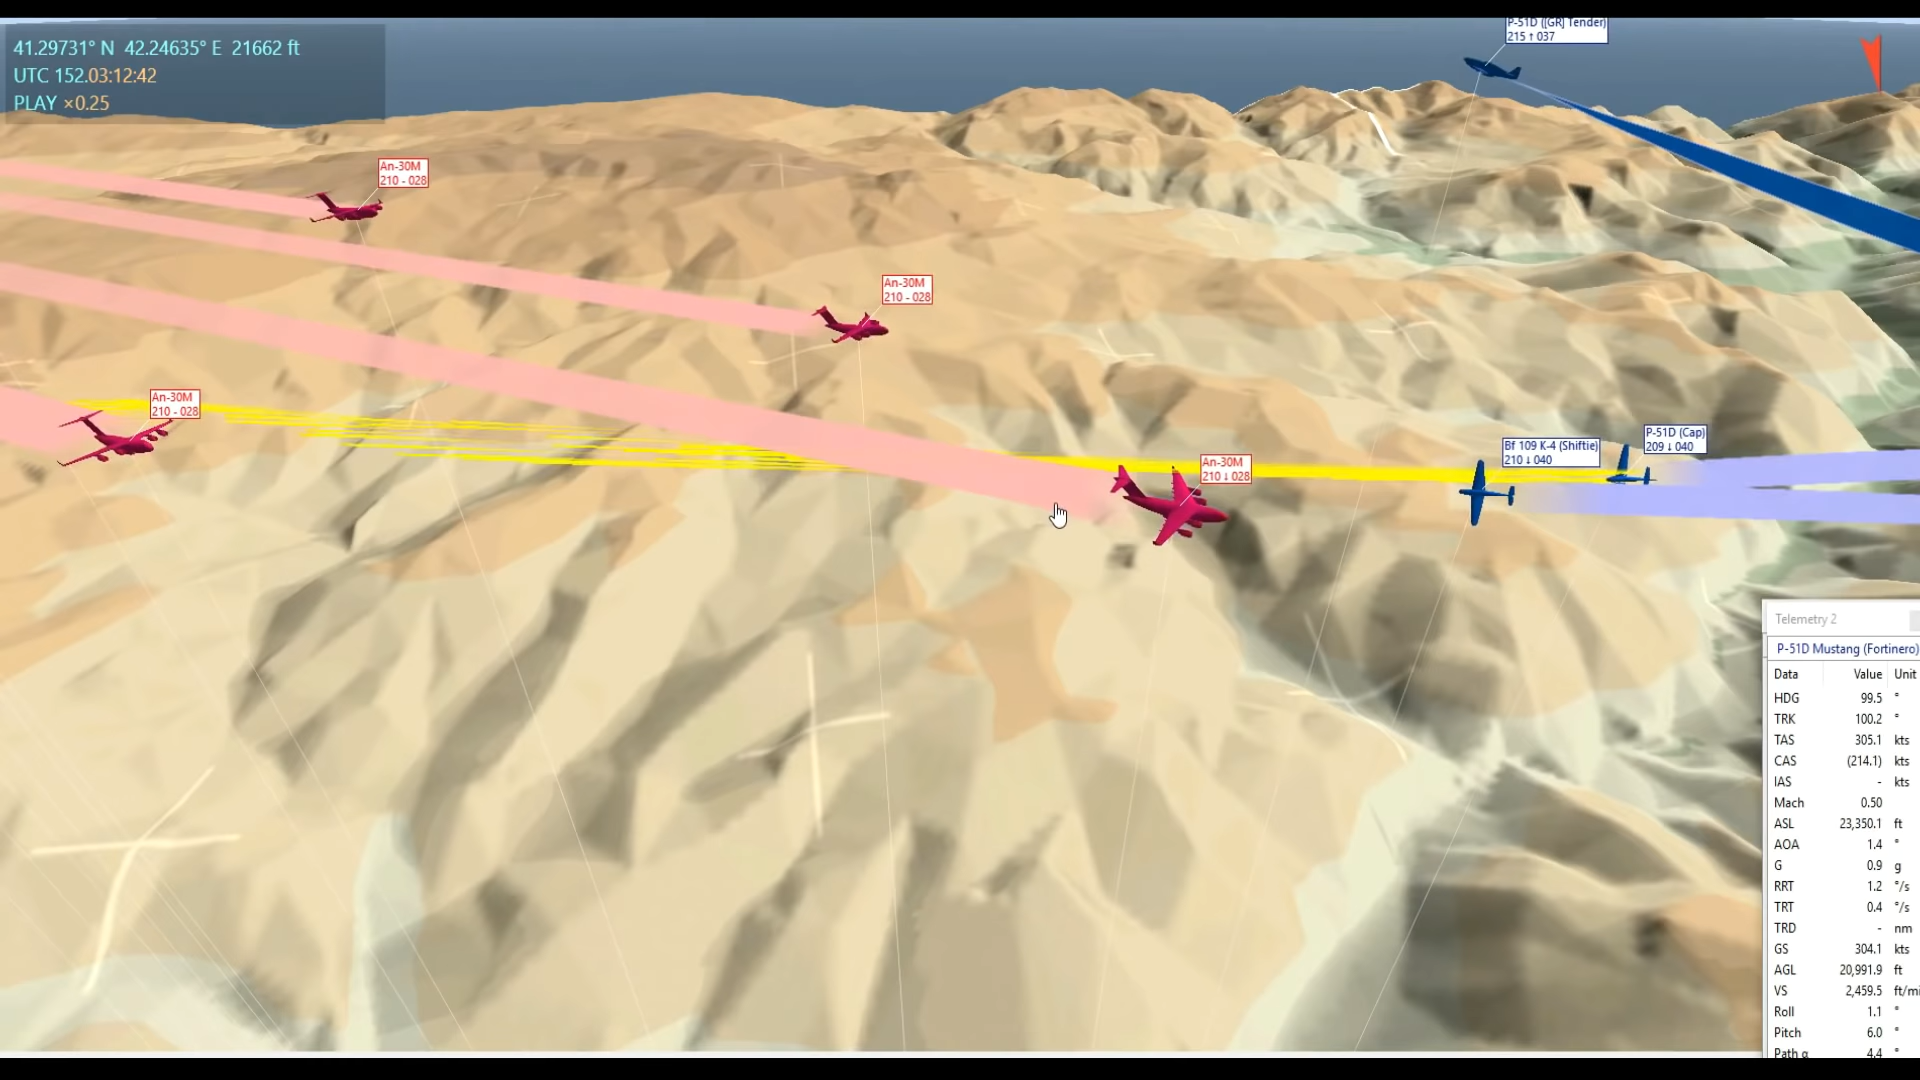 41.29731° N 42.24635° E 21662 ft
UTC 152.03:12:42
PLAY ×0.25
P-51D ([GR] Tender)
215 ↑ 037
An-30M
210 - 028
An-30M
210 - 028
An-30M
210 - 028
P-51D (Cap)
209 ↓ 040
Bf 109 K-4 (Shiftie)
210 ↓ 040
An-30M
210 ↓ 028
Telemetry 2
P-51D Mustang (Fortinero)
Data Value Unit
HDG 99.5 °
TRK 100.2 °
TAS 305.1 kts
CAS (214.1) kts
IAS - kts
Mach 0.50
ASL 23,350.1 ft
AOA 1.4 °
G 0.9 g
RRT 1.2 °/s
TRT 0.4 °/s
TRD - nm
GS 304.1 kts
AGL 20,991.9 ft
VS 2,459.5 ft/mi
Roll 1.1 °
Pitch 6.0 °
Path α 4.4 °